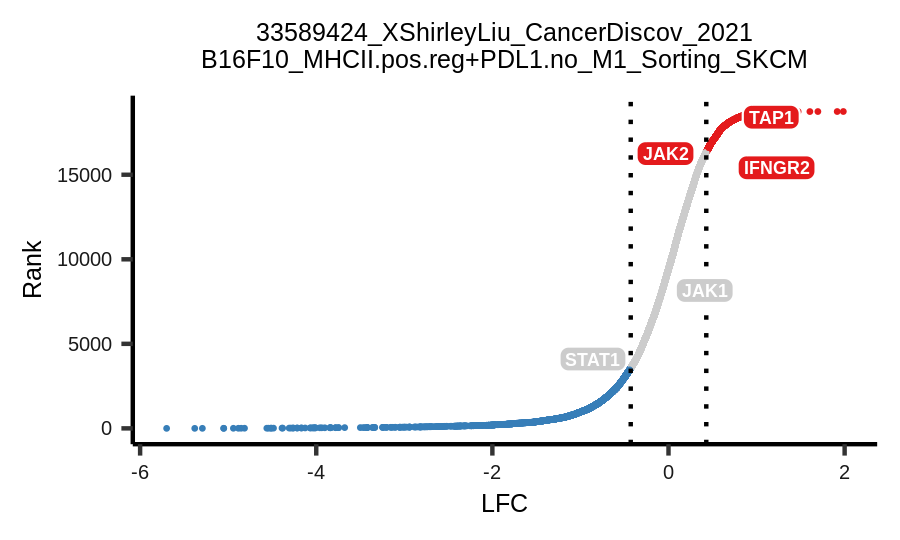 33589424_XShirleyLiu_CancerDiscov_2021
B16F10_MHCII.pos.reg+PDL1.no_M1_Sorting_SKCM
TAP1
JAK2
IFNGR2
JAK1
STAT1
Rank
15000
10000
5000
0
-6
-4
-2
0
2
LFC